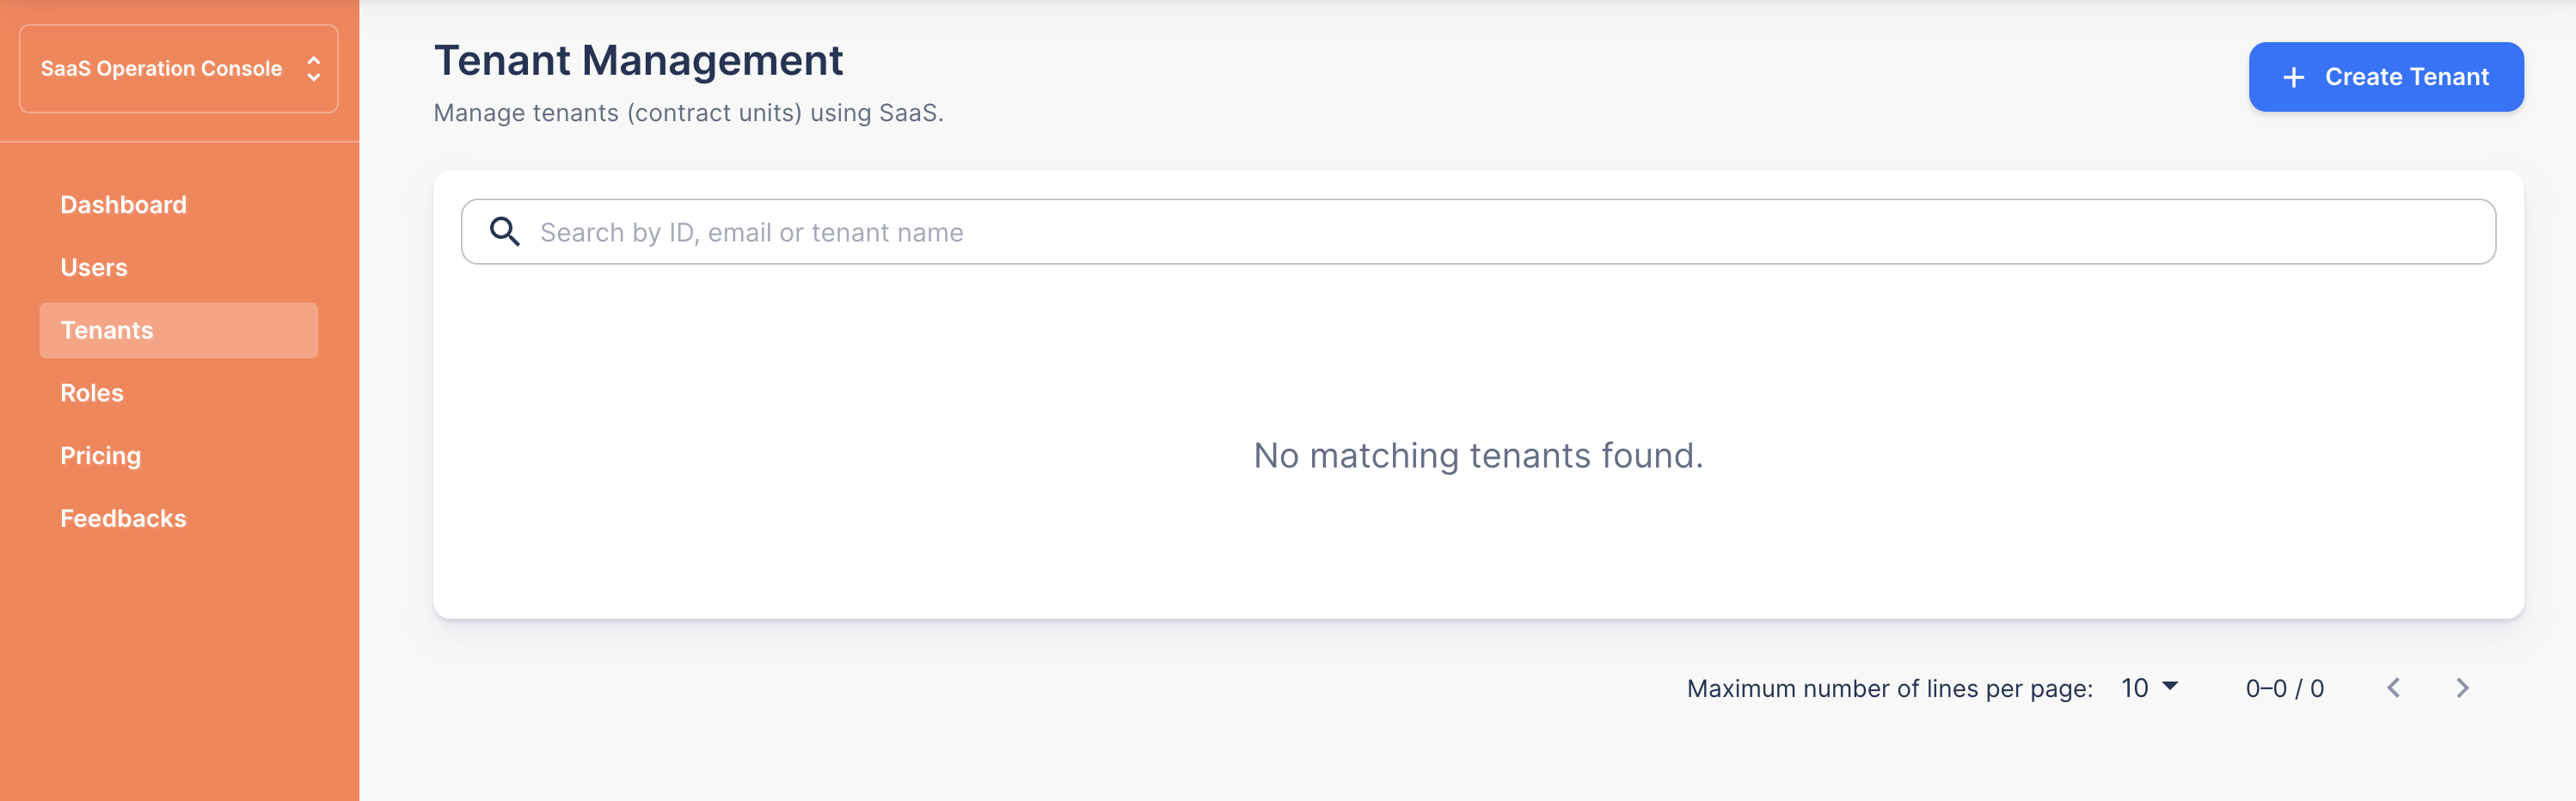 SaaS Operation Console
Dashboard
Users
Tenants
Roles
Pricing
Feedbacks
Tenant Management
Manage tenants (contract units) using SaaS.
Create Tenant
Search by ID, email or tenant name
No matching tenants found.
Maximum number of lines per page: 10 0–0 / 0